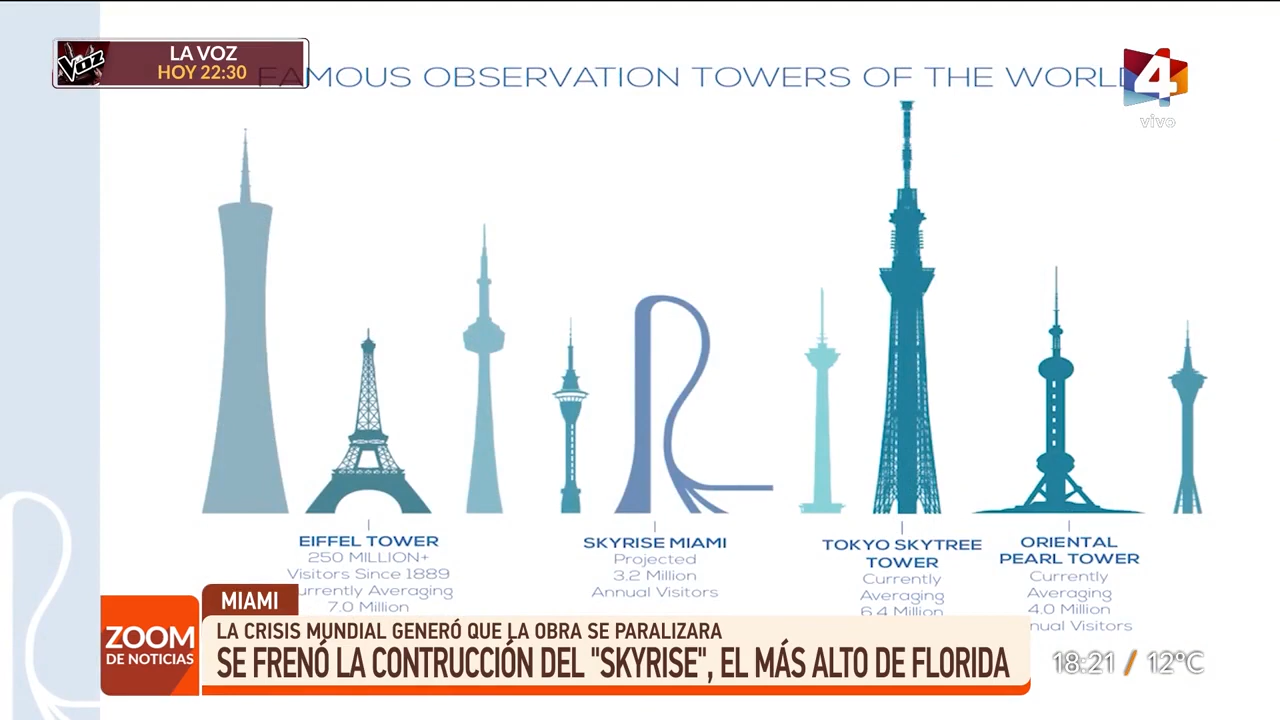 LA VOZ
HOY 22:30
Voz
FAMOUS OBSERVATION TOWERS OF THE WORLD
4
vivo
EIFFEL TOWER
250 MILLION+
Visitors Since 1889
Currently Averaging
7.0 Million
SKYRISE MIAMI
Projected
3.2 Million
Annual Visitors
TOKYO SKYTREE
TOWER
Currently
Averaging
6.4 Million
ORIENTAL
PEARL TOWER
Currently
Averaging
4.0 Million
Annual Visitors
MIAMI
ZOOM
DE NOTICIAS
LA CRISIS MUNDIAL GENERÓ QUE LA OBRA SE PARALIZARA
SE FRENÓ LA CONTRUCCIÓN DEL "SKYRISE", EL MÁS ALTO DE FLORIDA
18:21 / 12°C